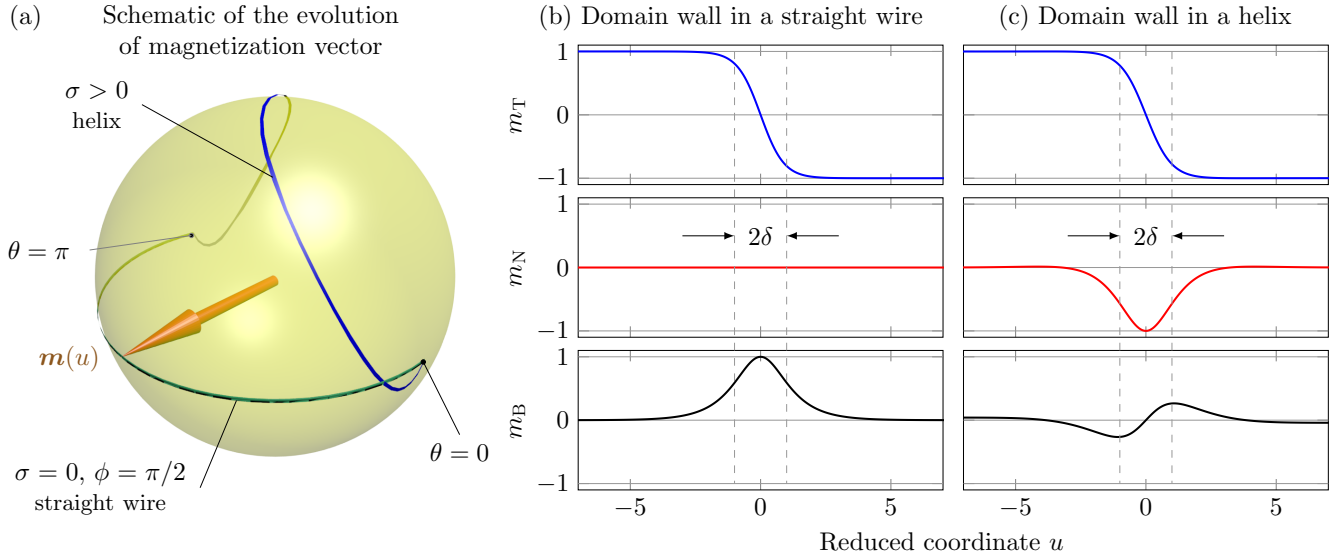 (a)
Schematic of the evolution
of magnetization vector
σ > 0
helix
θ = π
m(u)
θ = 0
σ = 0, ϕ = π/2
straight wire
(b) Domain wall in a straight wire
1
0
−1
m_T
1
0
−1
m_N
2δ
1
0
−1
m_B
−5
0
5
(c) Domain wall in a helix
2δ
−5
0
5
Reduced coordinate u